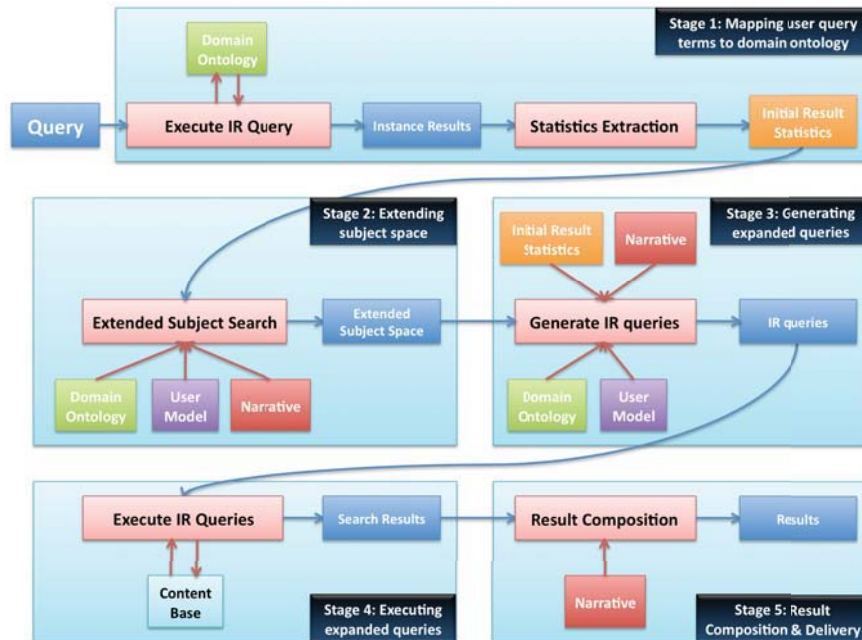 Stage 1: Mapping user query
terms to domain ontology
Domain
Ontology
Query
Execute IR Query
Instance Results
Statistics Extraction
Initial Result
Statistics
Stage 2: Extending
subject space
Extended Subject Search
Extended
Subject Space
Domain
Ontology
User
Model
Narrative
Stage 3: Generating
expanded queries
Initial Result
Statistics
Narrative
Generate IR queries
IR queries
Domain
Ontology
User
Model
Execute IR Queries
Search Results
Content
Base
Stage 4: Executing
expanded queries
Result Composition
Results
Narrative
Stage 5: Result
Composition & Delivery